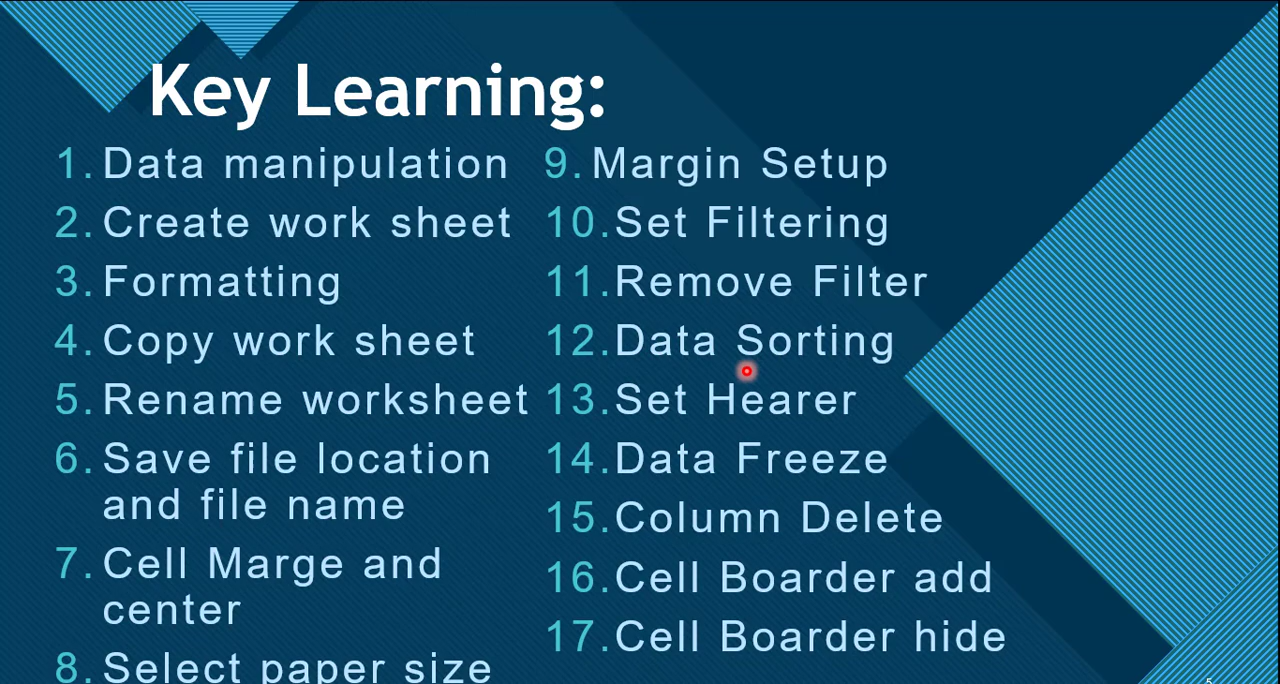 Key Learning:
1. Data manipulation
2. Create work sheet
3. Formatting
4. Copy work sheet
5. Rename worksheet
6. Save file location
and file name
7. Cell Marge and
center
8. Select paper size
9. Margin Setup
10. Set Filtering
11. Remove Filter
12. Data Sorting
13. Set Hearer
14. Data Freeze
15. Column Delete
16. Cell Boarder add
17. Cell Boarder hide
5